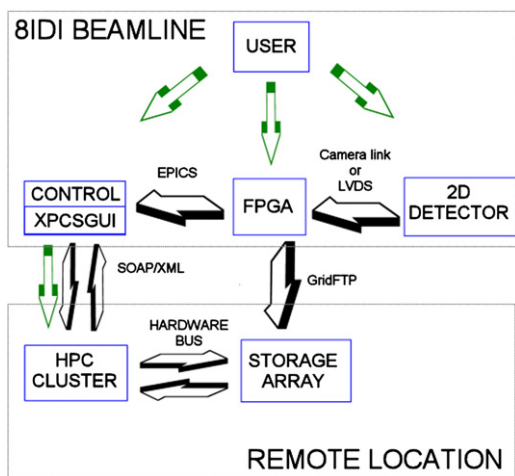 8IDI BEAMLINE
USER
Camera link
or
LVDS
EPICS
CONTROL
XPCSGUI
FPGA
2D
DETECTOR
SOAP/XML
GridFTP
HARDWARE
BUS
HPC
CLUSTER
STORAGE
ARRAY
REMOTE LOCATION